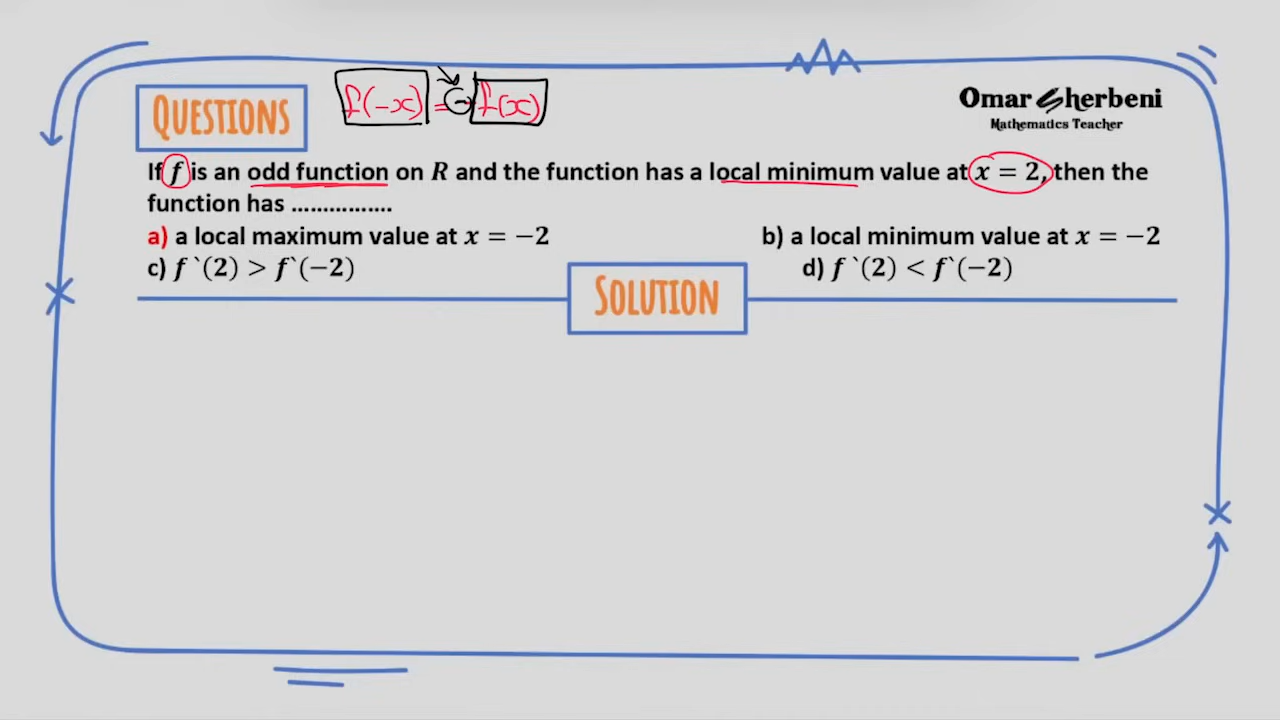 f(-x) = - f(x)
QUESTIONS
Omar Sherbeni
Mathematics Teacher
If f is an odd function on R and the function has a local minimum value at x = 2, then the
function has ................
a) a local maximum value at x = −2
b) a local minimum value at x = −2
c) f `(2) > f`(−2)
d) f `(2) < f`(−2)
SOLUTION